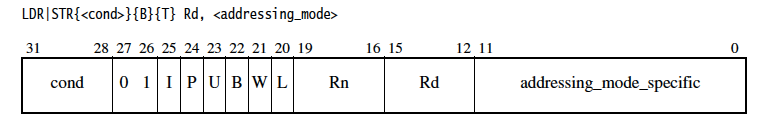 LDR|STR{<cond>}{B}{T} Rd, <addressing_mode>
31 28 27 26 25 24 23 22 21 20 19 16 15 12 11 0
cond 0 1 I P U B W L Rn Rd addressing_mode_specific